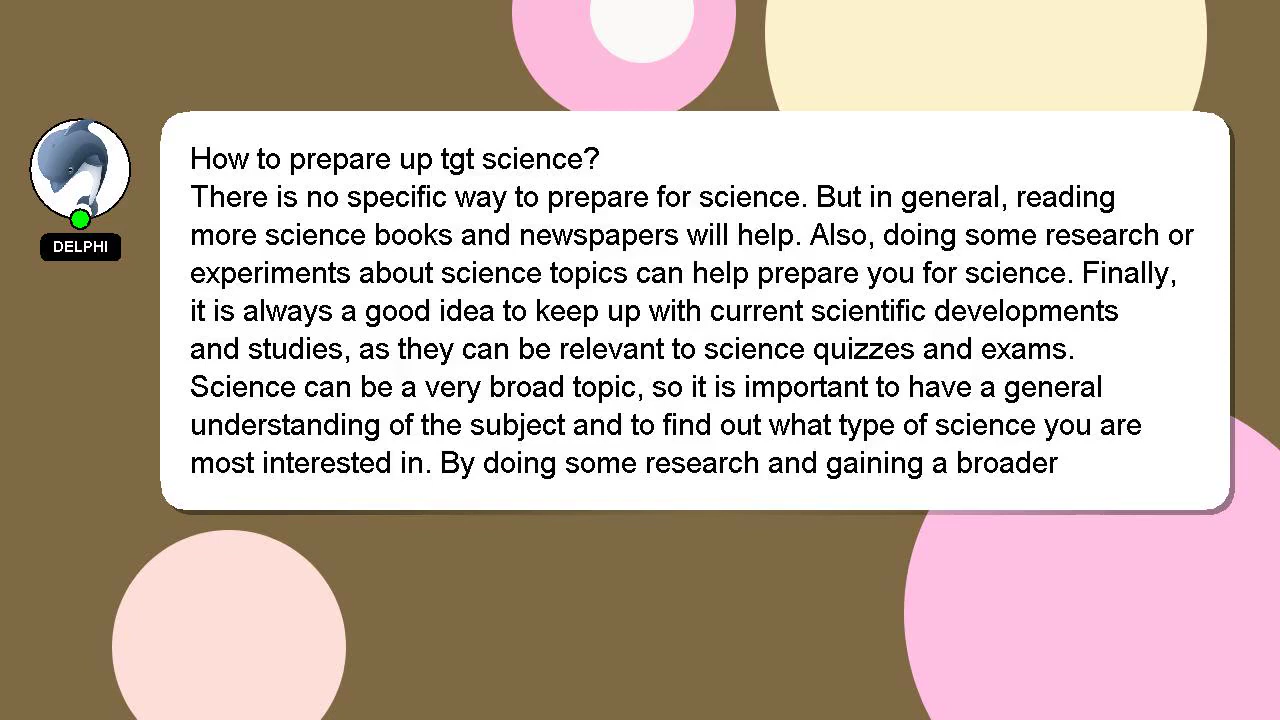 How to prepare up tgt science?
There is no specific way to prepare for science. But in general, reading
more science books and newspapers will help. Also, doing some research or
experiments about science topics can help prepare you for science. Finally,
it is always a good idea to keep up with current scientific developments
and studies, as they can be relevant to science quizzes and exams.
Science can be a very broad topic, so it is important to have a general
understanding of the subject and to find out what type of science you are
most interested in. By doing some research and gaining a broader
DELPHI